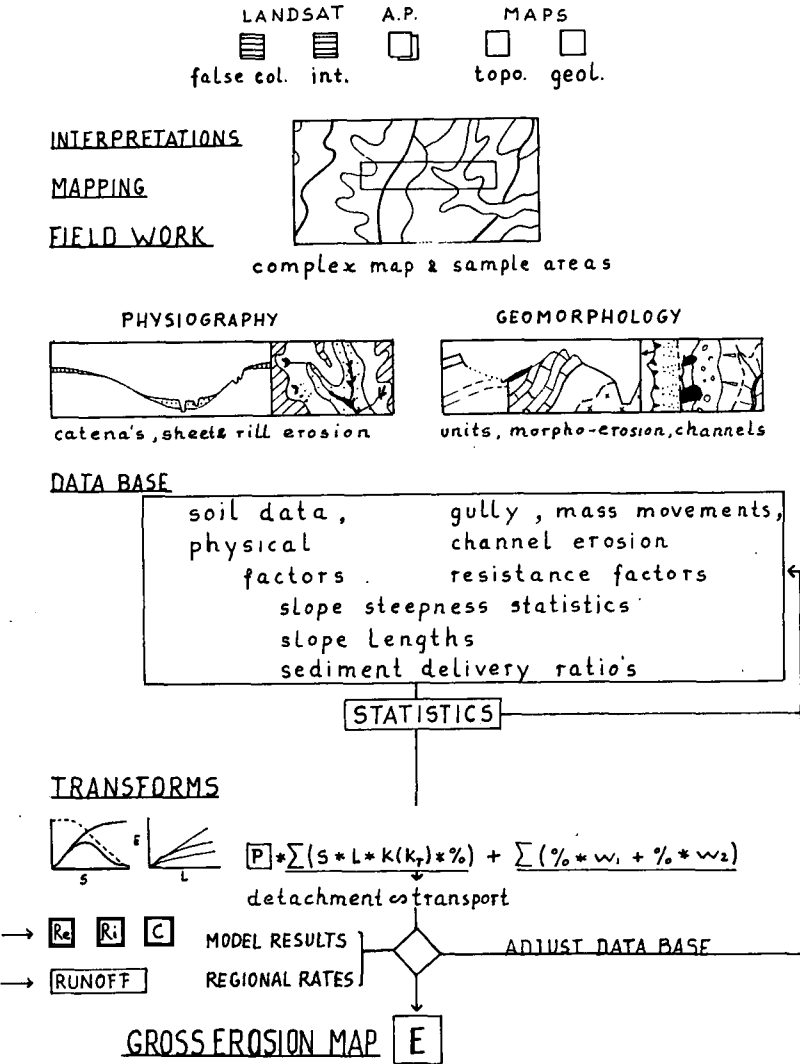 LANDSAT A.P. MAPS
false col. int. topo. geol.
INTERPRETATIONS
MAPPING
FIELD WORK
complex map & sample areas
PHYSIOGRAPHY GEOMORPHOLOGY
catena's, sheet& rill erosion units, morpho-erosion, channels
DATA BASE
soil data, gully, mass movements,
physical channel erosion
factors. resistance factors
slope steepness statistics
slope lengths
sediment delivery ratio's
STATISTICS
TRANSFORMS
E
S L
P*∑(S*L*K(K_T)*%) + ∑(%*W₁ + %*W₂)
detachment ∽ transport
Re Ri C MODEL RESULTS
ADJUST DATA BASE
RUNOFF REGIONAL RATES
GROSS EROSION MAP E